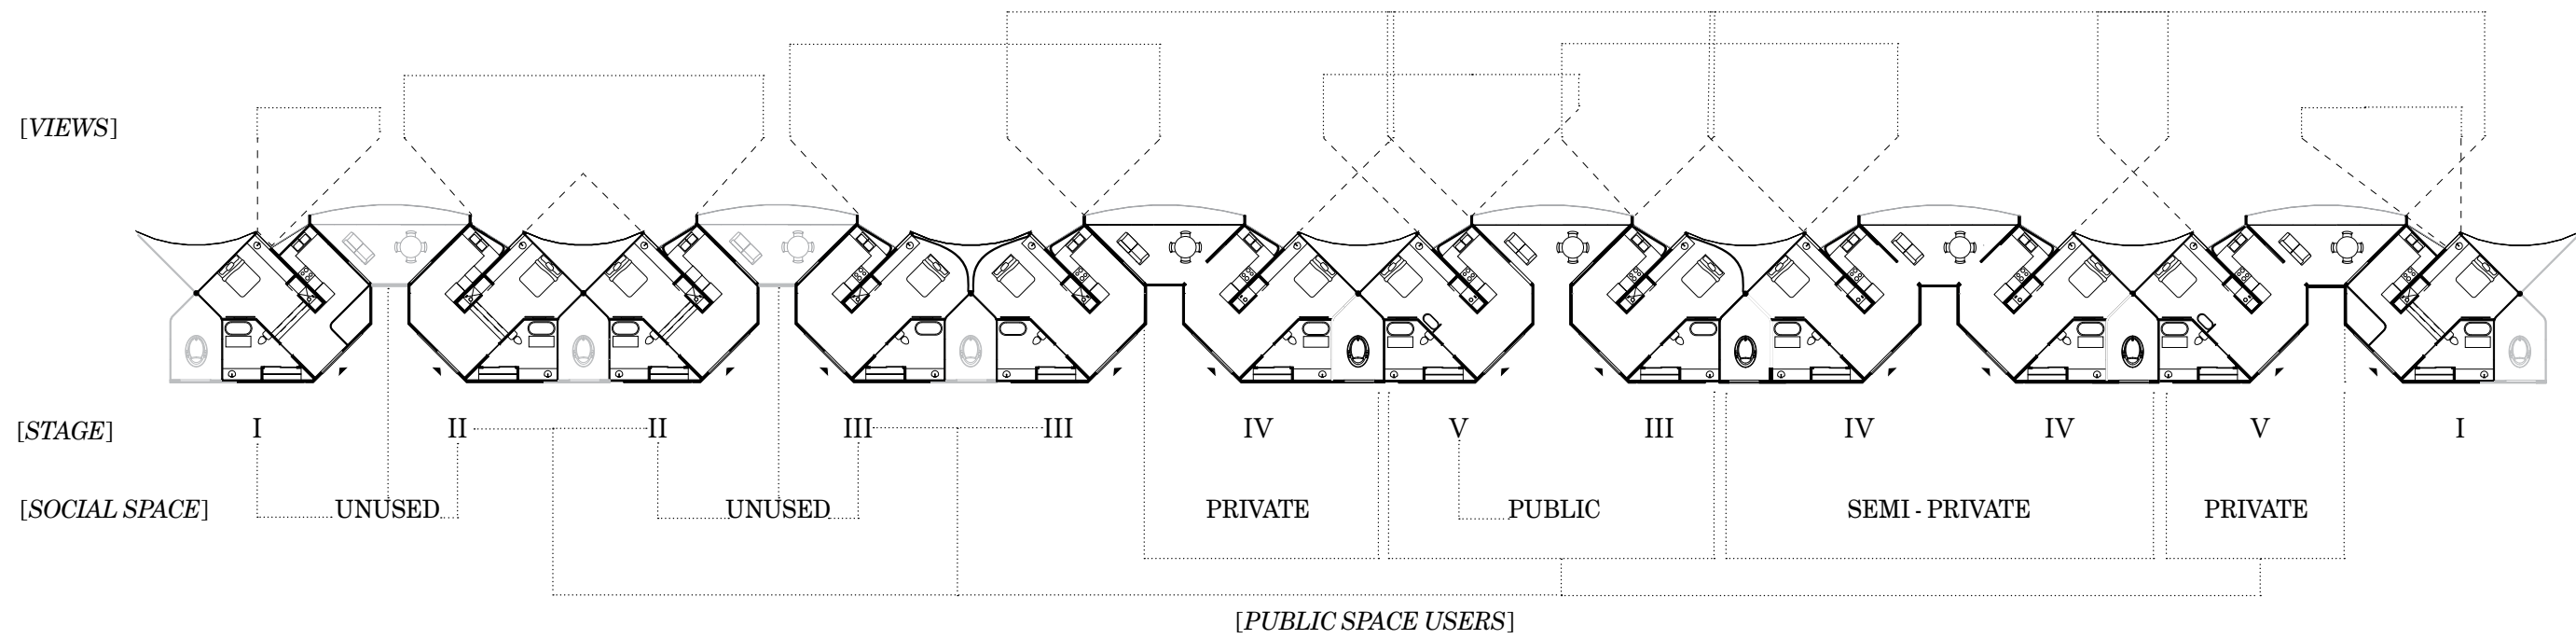 [VIEWS]
[STAGE] I II II III III IV V III IV IV V I
[SOCIAL SPACE] UNUSED UNUSED PRIVATE PUBLIC SEMI - PRIVATE PRIVATE
[PUBLIC SPACE USERS]